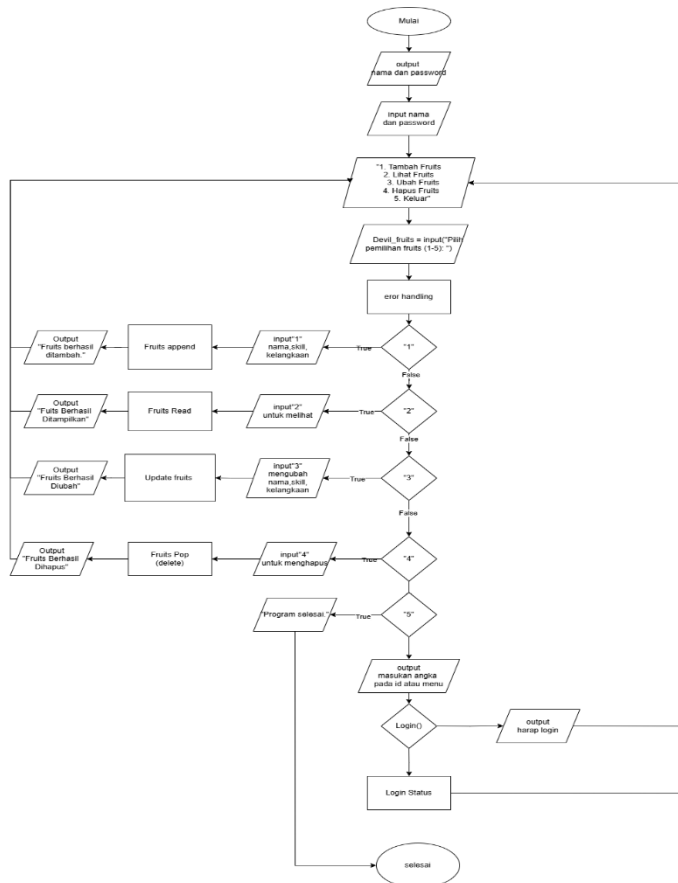 Mulai
output
nama dan password
input nama
dan password
"1. Tambah Fruits
2. Lihat Fruits
3. Ubah Fruits
4. Hapus Fruits
5. Keluar"
Devil_fruits = input("Pilih
pemilihan fruits (1-5): ")
eror handling
Output
"Fruits berhasil
ditambah."
Fruits append
input"1"
nama,skill,
kelangkaan
True
"1"
False
Output
"Fuits Berhasil
Ditampilkan"
Fruits Read
input"2"
untuk melihat
True
"2"
False
Output
"Fruits Berhasil
Diubah"
Update fruits
input"3"
mengubah
nama,skill,
kelangkaan
True
"3"
False
Output
"Fruits Berhasil
Dihapus"
Fruits Pop
(delete)
input"4"
untuk menghapus
True
"4"
"Program selesai."
True
"5"
output
masukan angka
pada id atau menu
Login()
output
harap login
Login Status
selesai